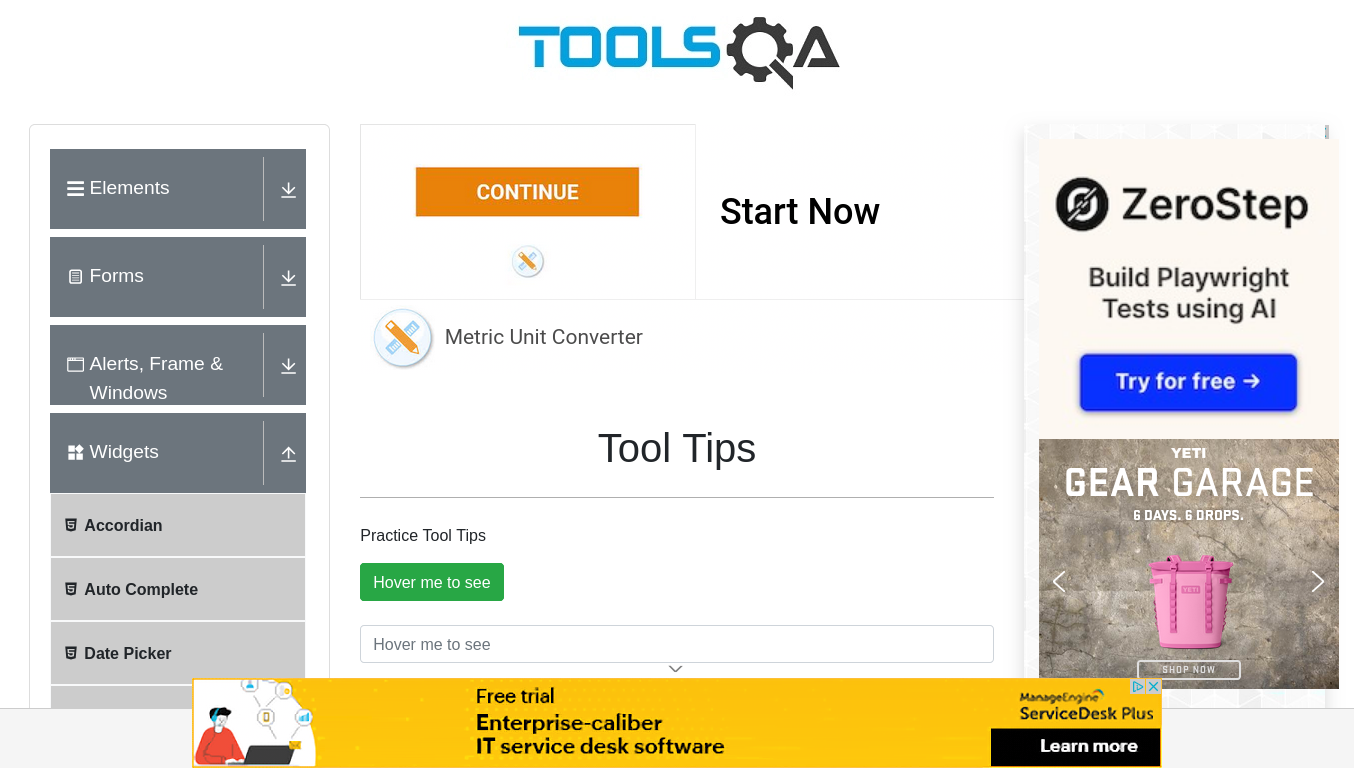 TOOLSQA
Elements
Forms
Alerts, Frame &
Windows
Widgets
Accordian
Auto Complete
Date Picker
CONTINUE
Start Now
Metric Unit Converter
Tool Tips
Practice Tool Tips
Hover me to see
Hover me to see
ZeroStep
Build Playwright
Tests using AI
Try for free →
YETI
GEAR GARAGE
6 DAYS. 6 DROPS.
YETI
SHOP NOW
Free trial
Enterprise-caliber
IT service desk software
ManageEngine
ServiceDesk Plus
Learn more